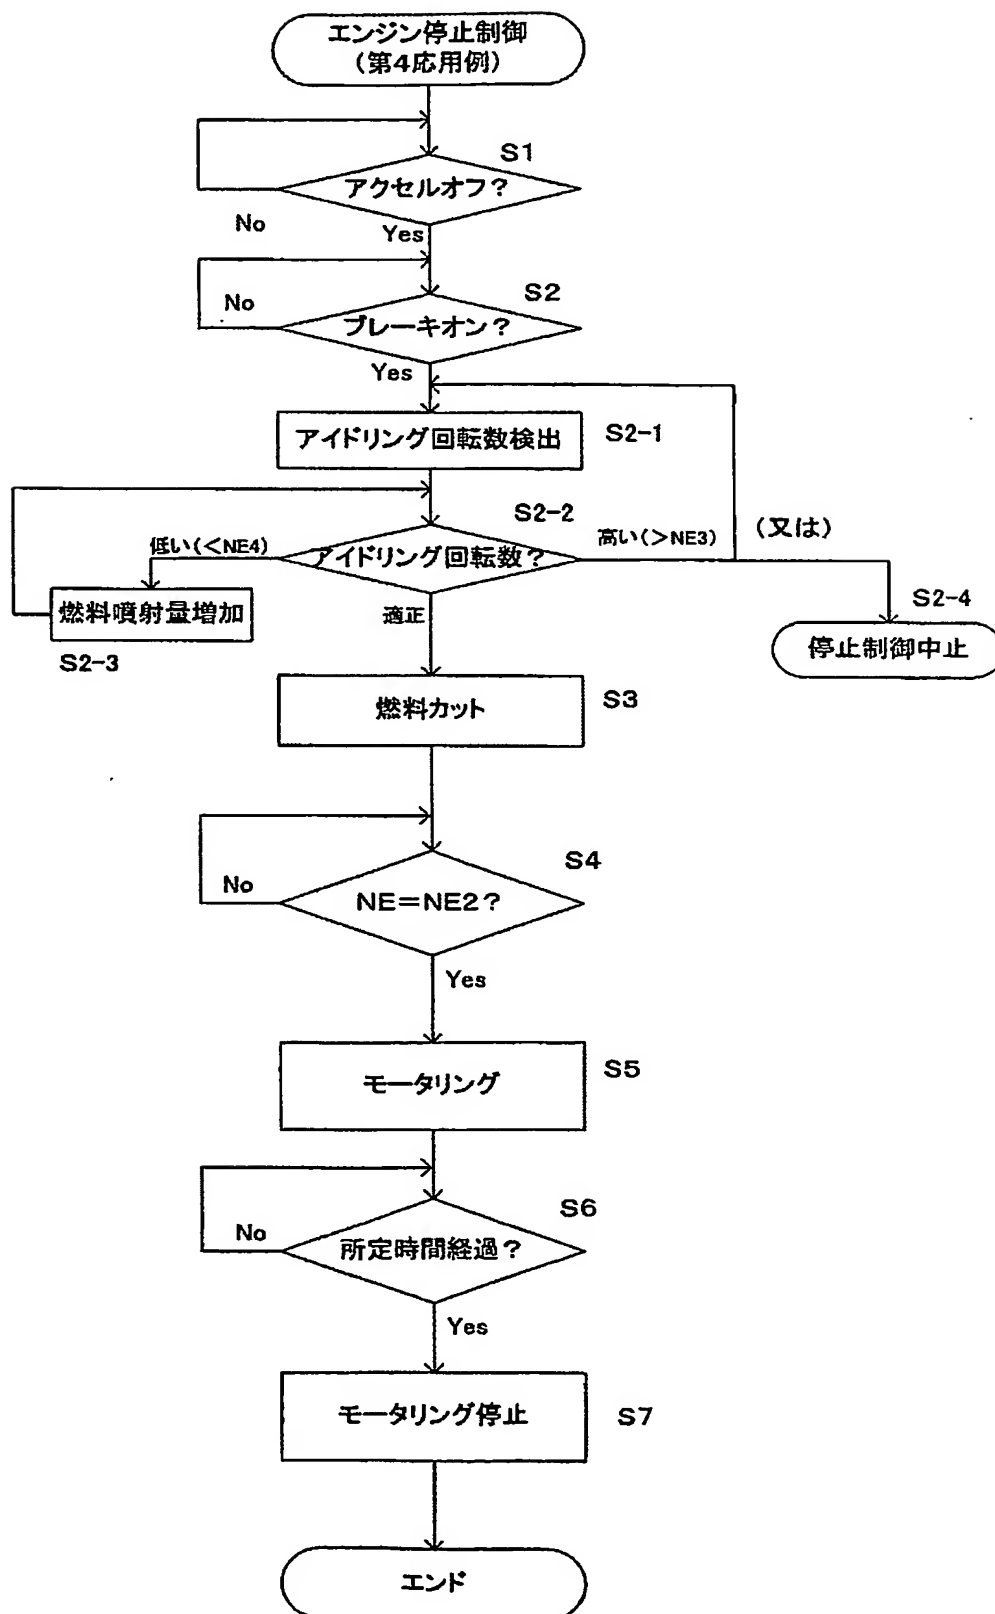 エンジン停止制御
(第4応用例)
S1
アクセルオフ?
No
Yes
S2
No
ブレーキオン?
Yes
アイドリング回転数検出
S2-1
S2-2
低い(<NE4)
アイドリング回転数?
高い(>NE3)
(又は)
燃料噴射量増加
S2-3
適正
S2-4
停止制御中止
燃料カット
S3
S4
No
NE=NE2?
Yes
モータリング
S5
S6
No
所定時間経過?
Yes
モータリング停止
S7
エンド